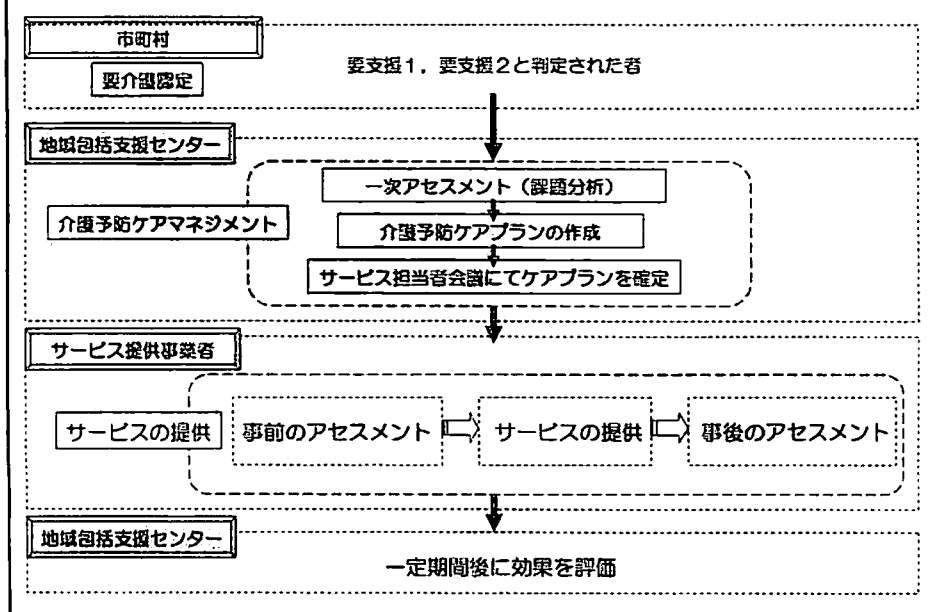 市町村
要介護認定
要支援1，要支援2と判定された者
地域包括支援センター
一次アセスメント（課題分析）
介護予防ケアマネジメント
介護予防ケアプランの作成
サービス担当者会議にてケアプランを確定
サービス提供事業者
サービスの提供
事前のアセスメント
サービスの提供
事後のアセスメント
地域包括支援センター
一定期間後に効果を評価